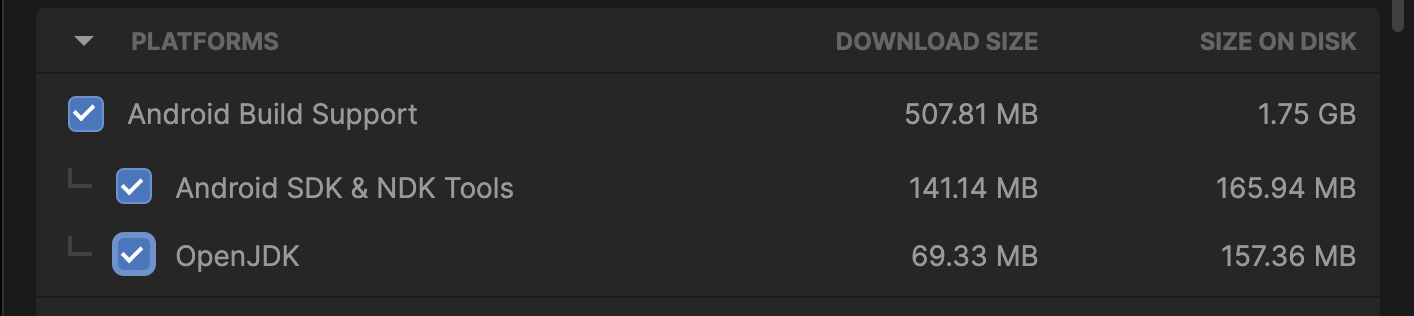 PLATFORMS DOWNLOAD SIZE SIZE ON DISK
Android Build Support 507.81 MB 1.75 GB
Android SDK & NDK Tools 141.14 MB 165.94 MB
OpenJDK 69.33 MB 157.36 MB